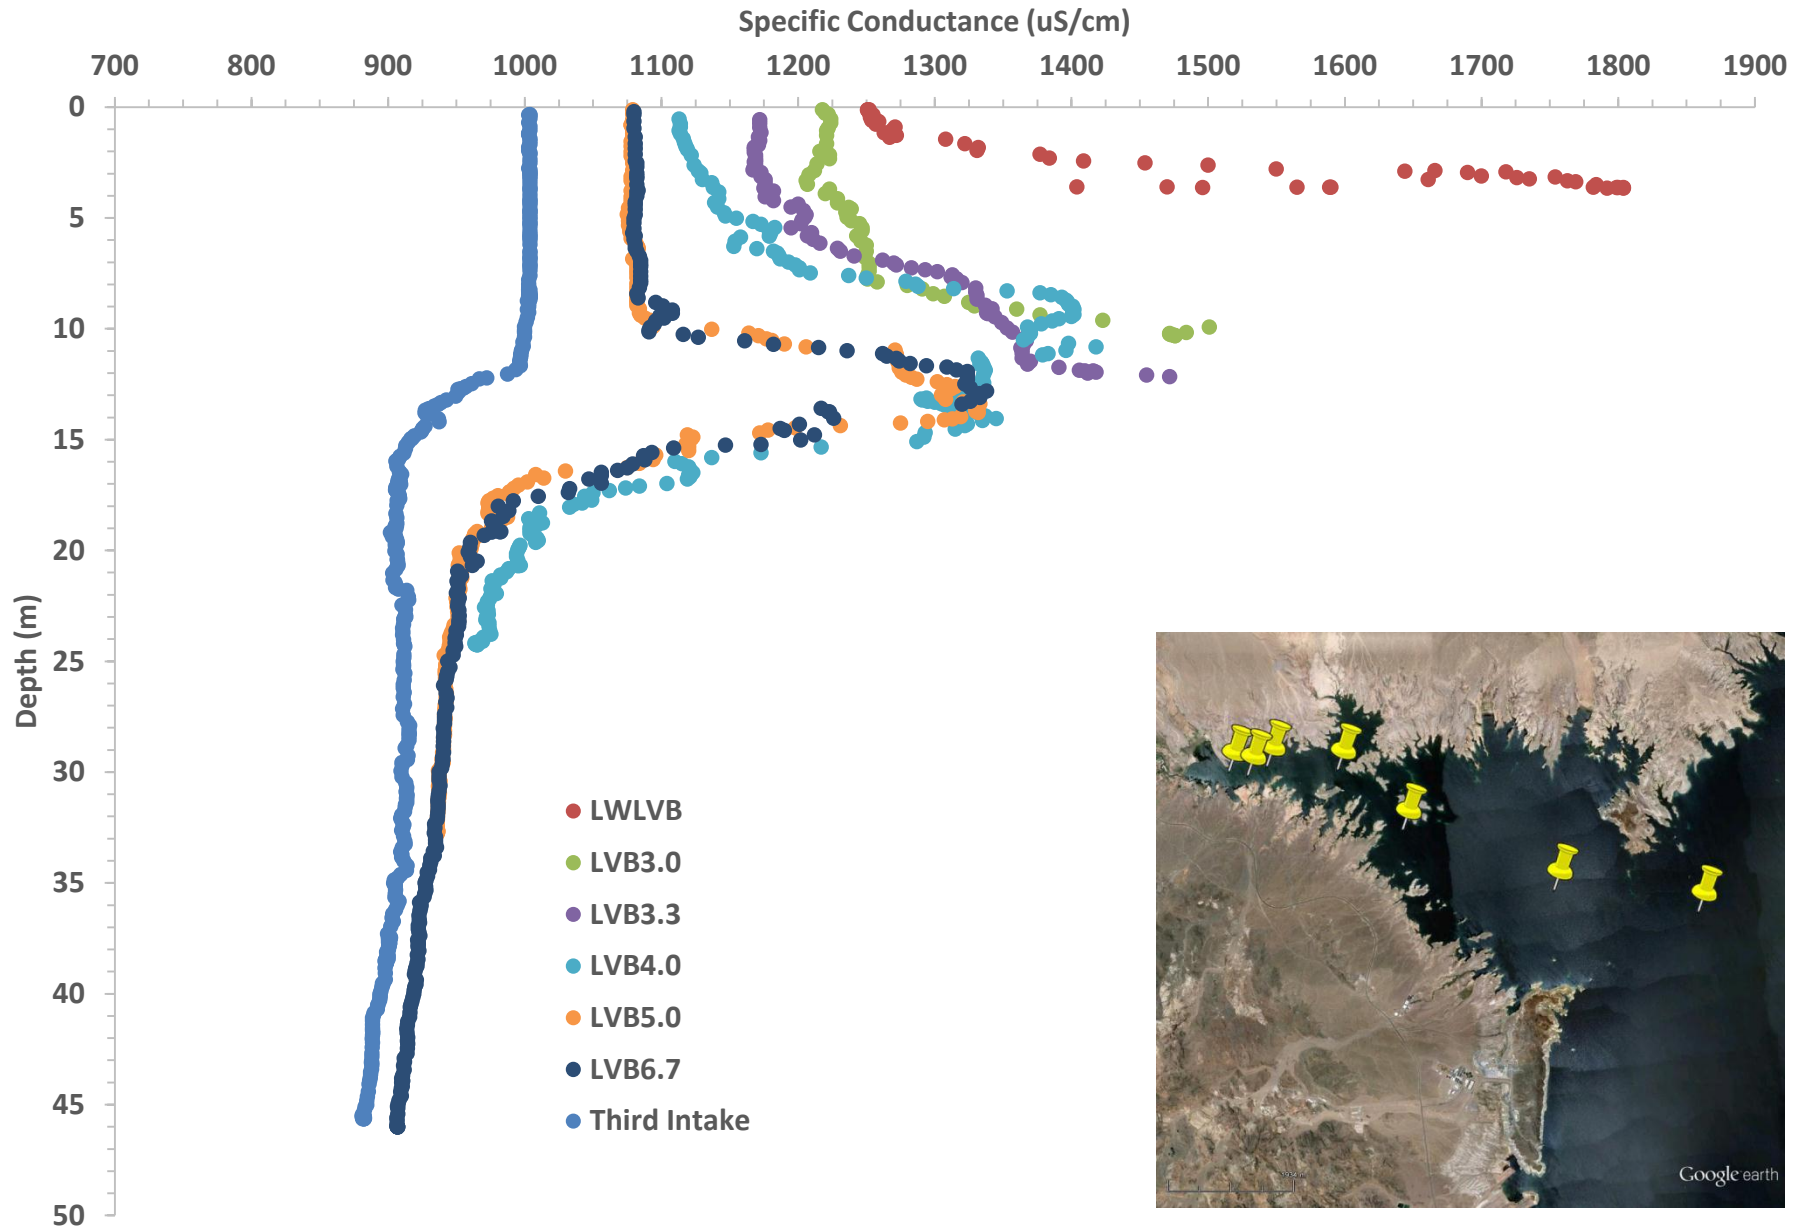 Specific Conductance (uS/cm)
700 800 900 1000 1100 1200 1300 1400 1500 1600 1700 1800 1900
0
5
10
15
20
25
30
35
40
45
50
Depth (m)
LWLVB
LVB3.0
LVB3.3
LVB4.0
LVB5.0
LVB6.7
Third Intake
Google earth